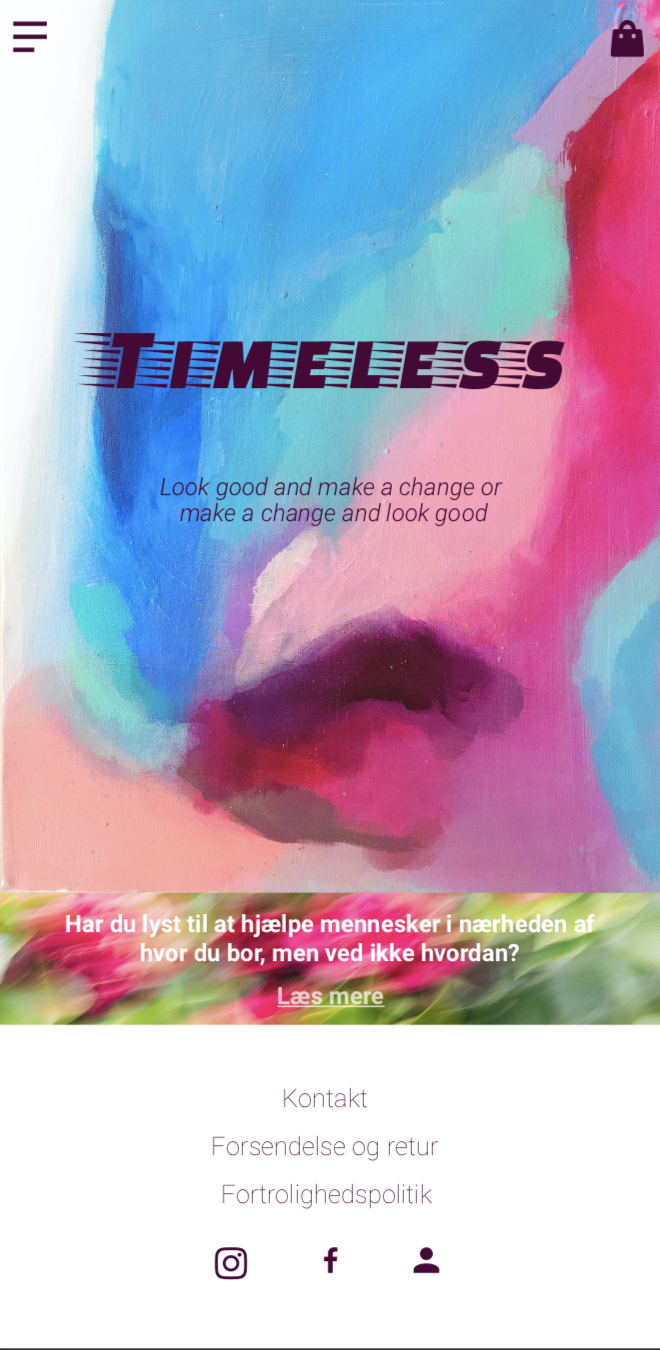 TIMELESS
Look good and make a change or
make a change and look good
Har du lyst til at hjælpe mennesker i nærheden af
hvor du bor, men ved ikke hvordan?
Læs mere
Kontakt
Forsendelse og retur
Fortrolighedspolitik